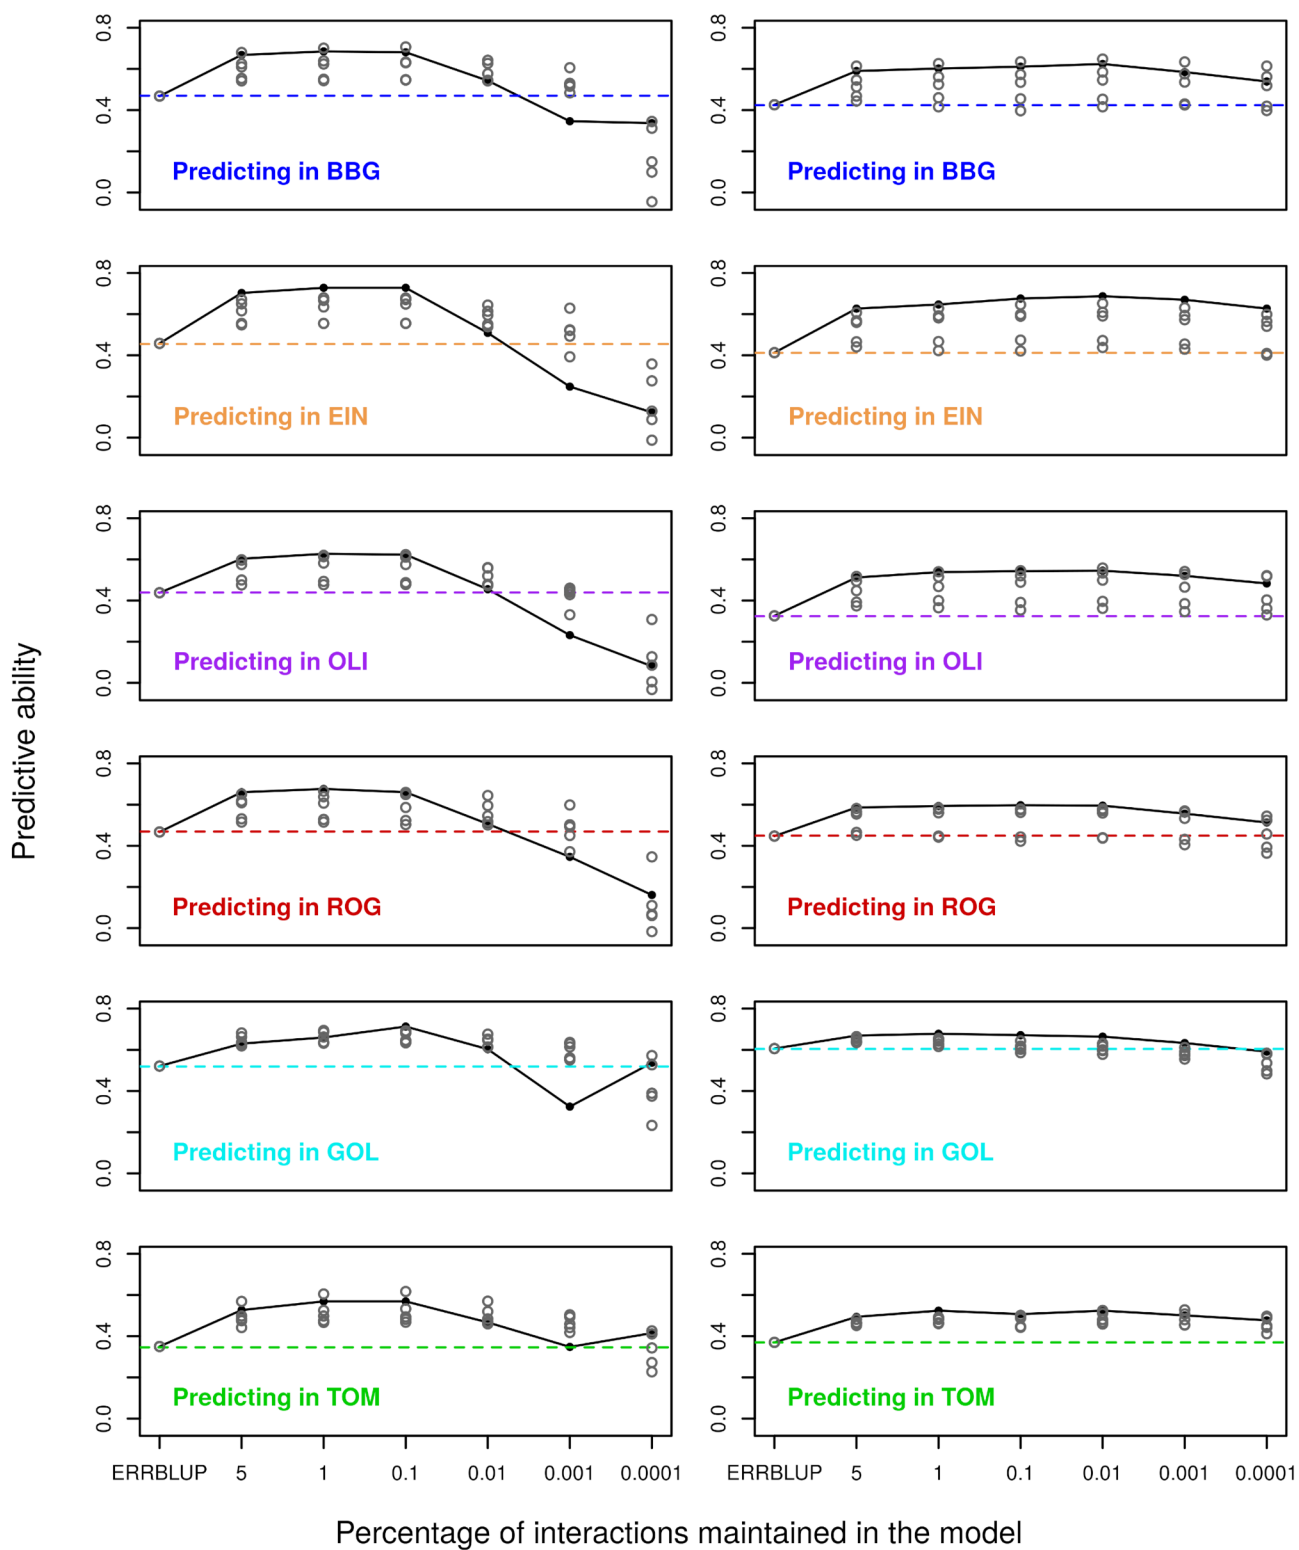 0.8
0.4
0.0
Predicting in BBG
Predicting in BBG
0.8
0.4
0.0
0.8
0.4
0.0
Predicting in EIN
0.8
0.4
0.0
Predicting in EIN
0.8
0.4
0.0
Predicting in OLI
0.8
0.4
0.0
Predicting in OLI
0.8
0.4
0.0
Predicting in ROG
0.8
0.4
0.0
Predicting in ROG
0.8
0.4
0.0
Predicting in GOL
0.8
0.4
0.0
Predicting in GOL
0.8
0.4
0.0
Predicting in TOM
0.8
0.4
0.0
Predicting in TOM
ERRBLUP 5 1 0.1 0.01 0.001 0.0001
ERRBLUP 5 1 0.1 0.01 0.001 0.0001
Predictive ability
Percentage of interactions maintained in the model